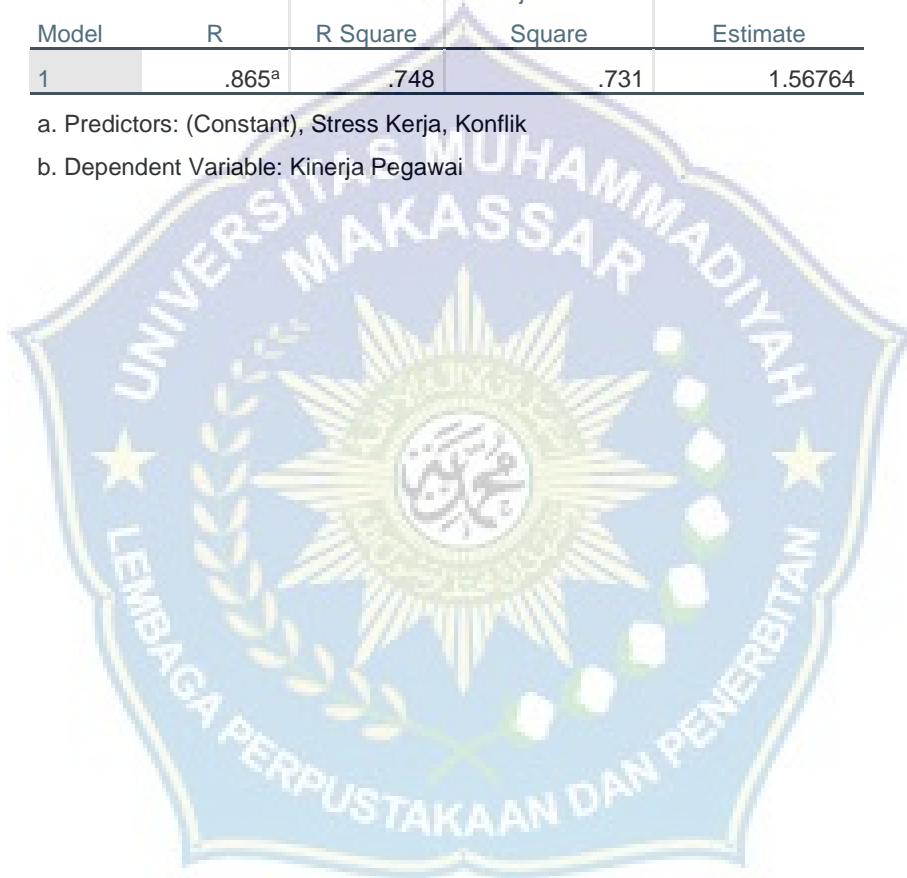 Model R R Square Square Estimate
1 .865ᵃ .748 .731 1.56764
a. Predictors: (Constant), Stress Kerja, Konflik
b. Dependent Variable: Kinerja Pegawai
UNIVERSITAS MUHAMMADIYAH
MAKASSAR
LEMBAGA PERPUSTAKAAN DAN PENERBITAN